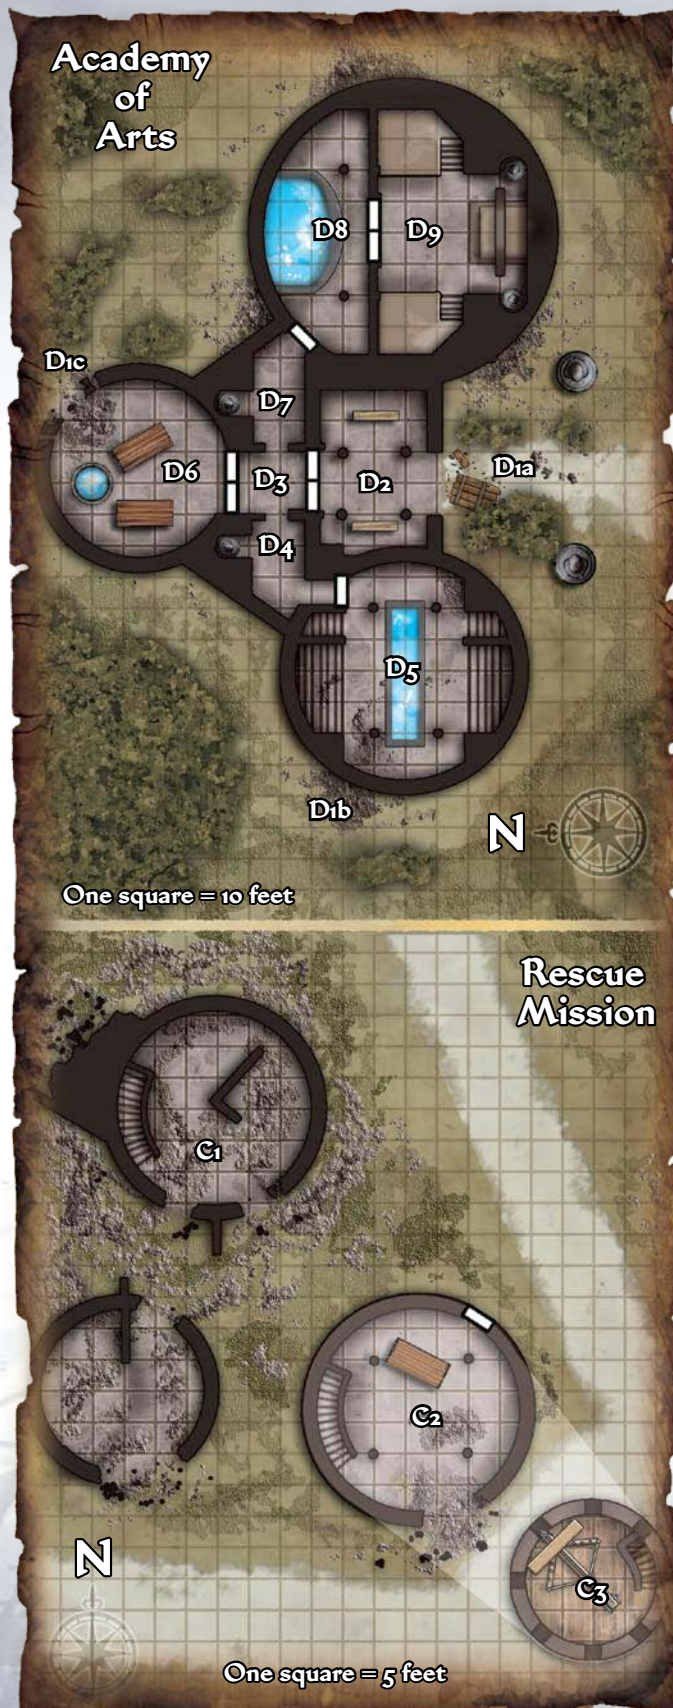 Academy
of
Arts
D8
D9
D1c
D7
D6
D3
D2
D1a
D4
D5
D1b
N
One square = 10 feet
Rescue
Mission
C1
C2
N
C3
One square = 5 feet